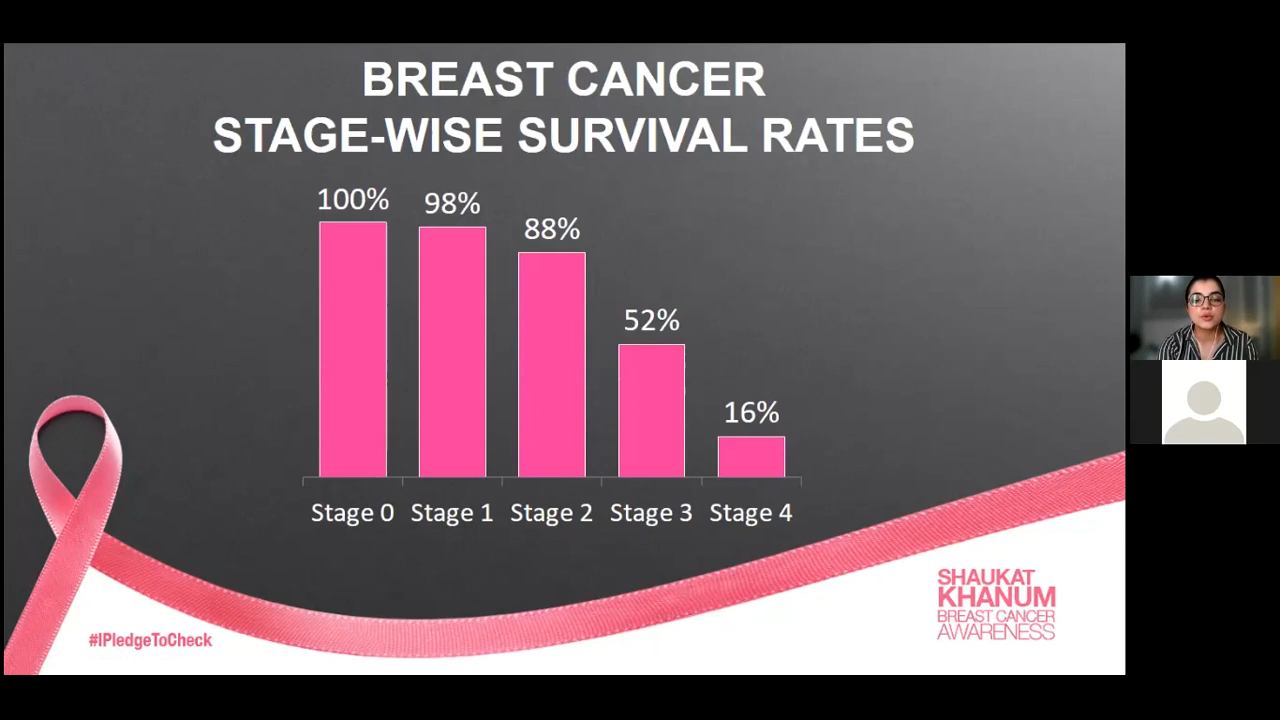 BREAST CANCER
STAGE-WISE SURVIVAL RATES
100%
98%
88%
52%
16%
Stage 0
Stage 1
Stage 2
Stage 3
Stage 4
#IPledgeToCheck
SHAUKAT
KHANUM
BREAST CANCER
AWARENESS